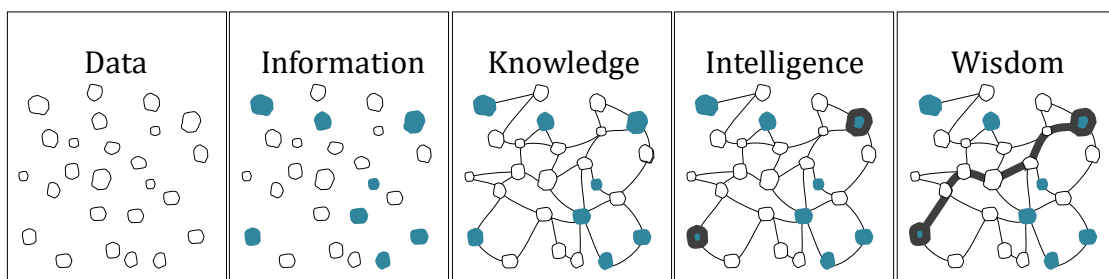 Data
Information
Knowledge
Intelligence
Wisdom